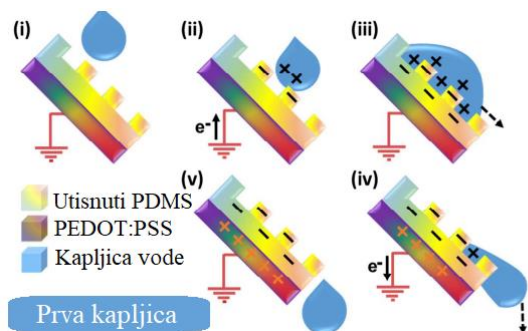 (i)
(ii)
(iii)
e-
Utisnuti PDMS
PEDOT:PSS
Kapljica vode
(v)
(iv)
e-
Prva kapljica